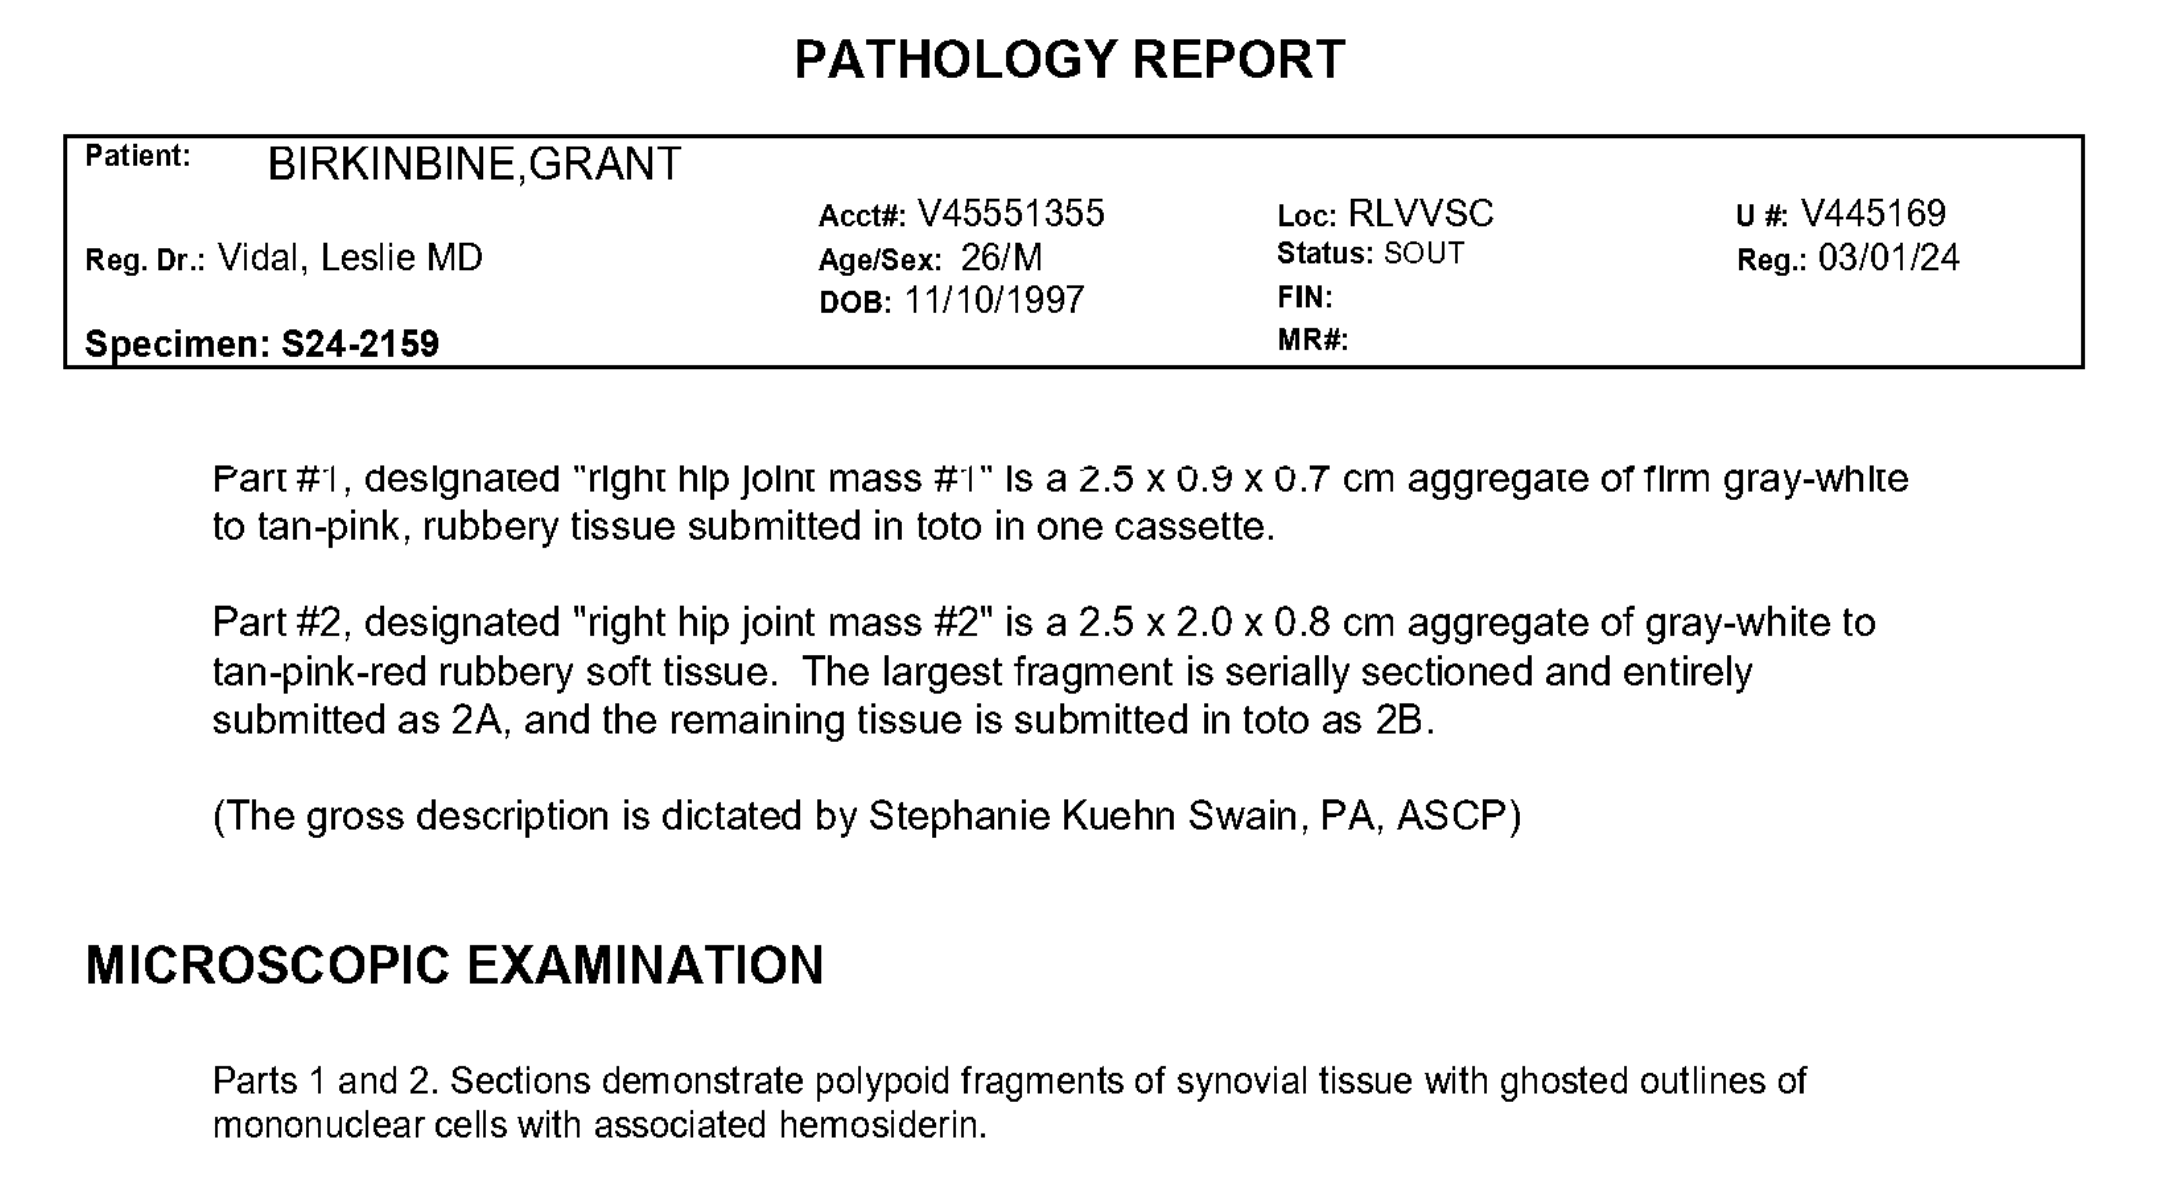 PATHOLOGY REPORT
Patient: BIRKINBINE,GRANT
Acct#: V45551355 Loc: RLVVSC U #: V445169
Reg. Dr.: Vidal, Leslie MD Age/Sex: 26/M Status: SOUT Reg.: 03/01/24
DOB: 11/10/1997 FIN:
Specimen: S24-2159 MR#:
Part #1, designated "right hip joint mass #1" is a 2.5 x 0.9 x 0.7 cm aggregate of firm gray-white
to tan-pink, rubbery tissue submitted in toto in one cassette.
Part #2, designated "right hip joint mass #2" is a 2.5 x 2.0 x 0.8 cm aggregate of gray-white to
tan-pink-red rubbery soft tissue.  The largest fragment is serially sectioned and entirely
submitted as 2A, and the remaining tissue is submitted in toto as 2B.
(The gross description is dictated by Stephanie Kuehn Swain, PA, ASCP)
MICROSCOPIC EXAMINATION
Parts 1 and 2. Sections demonstrate polypoid fragments of synovial tissue with ghosted outlines of
mononuclear cells with associated hemosiderin.